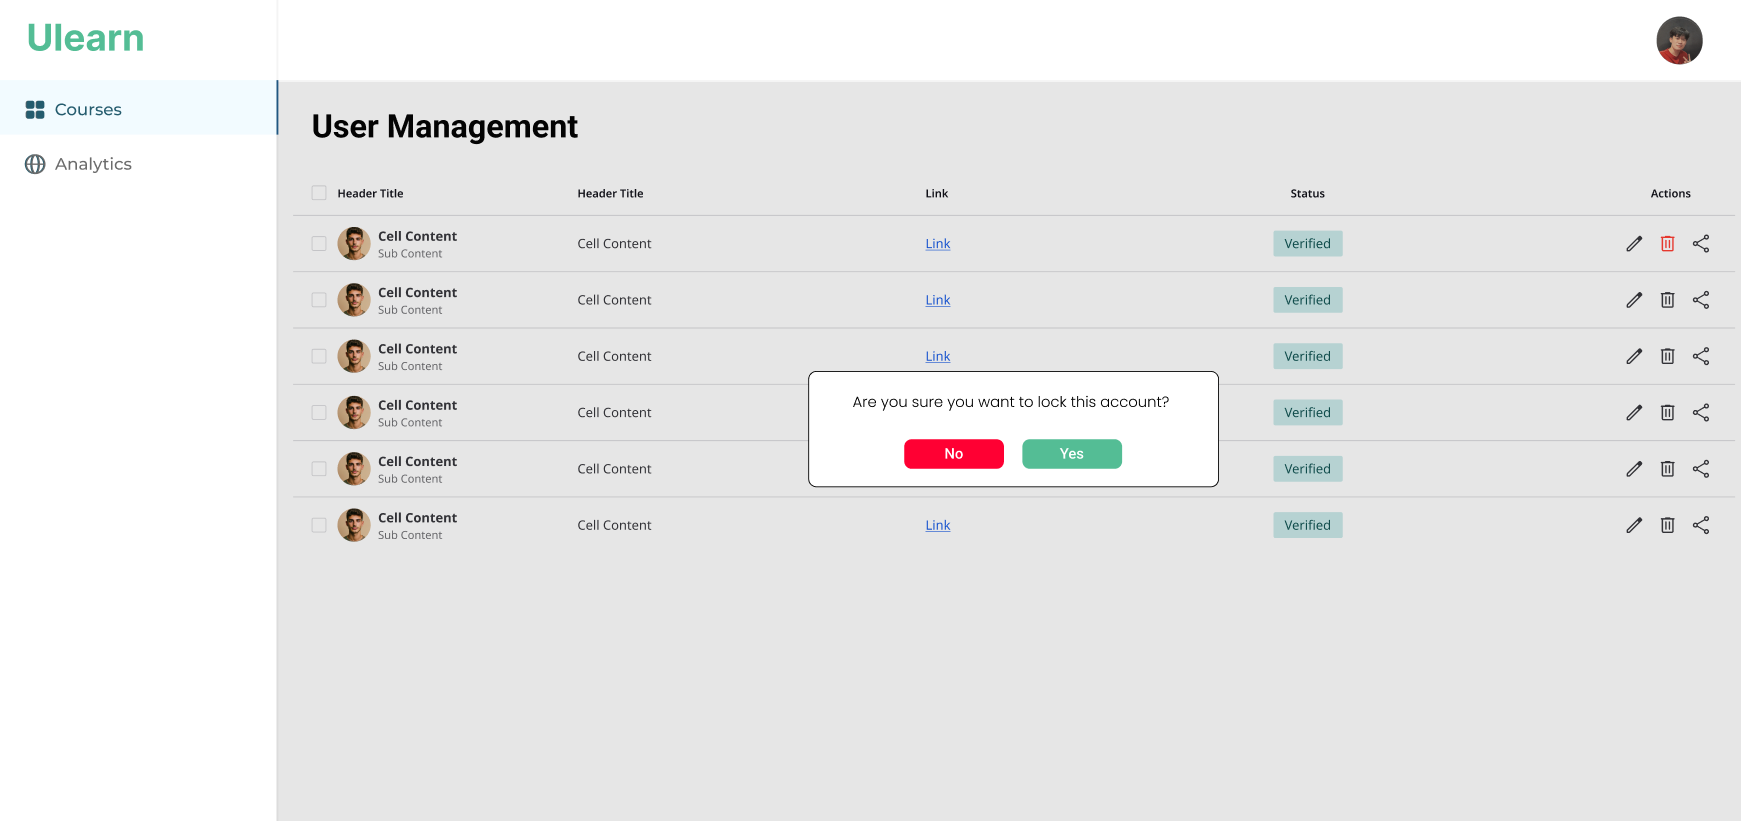 Ulearn
Courses
Analytics
User Management
Header Title Header Title Link Status Actions
Cell Content
Sub Content
Cell Content
Link
Verified
Cell Content
Sub Content
Cell Content
Link
Verified
Cell Content
Sub Content
Cell Content
Link
Verified
Cell Content
Sub Content
Cell Content
Verified
Cell Content
Sub Content
Cell Content
Verified
Cell Content
Sub Content
Cell Content
Link
Verified
Are you sure you want to lock this account?
No
Yes